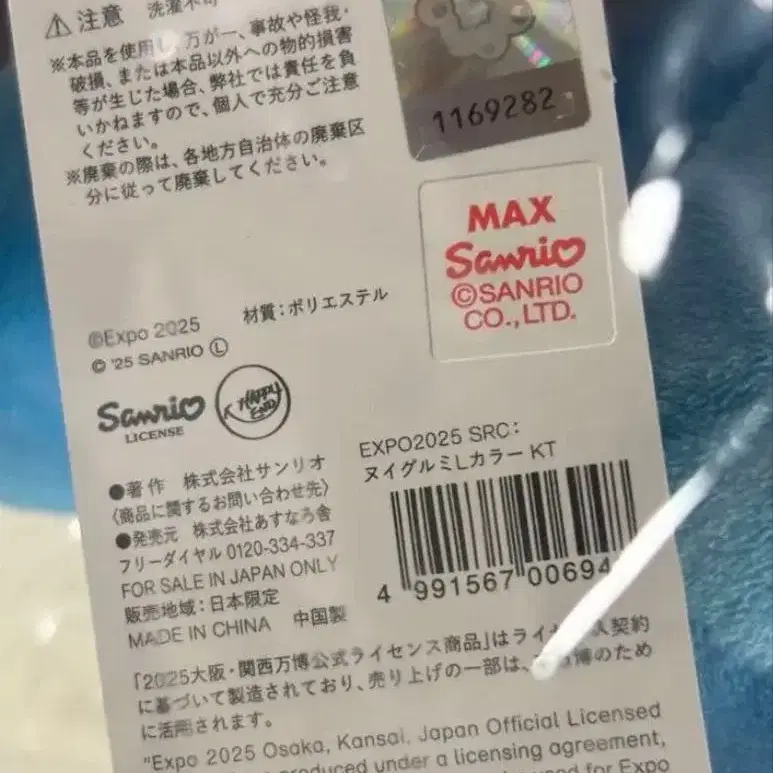 ⚠注意 洗濯不可
※本品を使用し、万が一、事故や怪我・
破損、または本品以外への物的損害
等が生じた場合、弊社では責任を負
いかねますので、個人で充分ご注意
ください。
※廃棄の際は、各地方自治体の廃棄区
分に従って廃棄してください。
1169282
MAX
Sanrio
©SANRIO
CO., LTD.
©Expo 2025 材質:ポリエステル
© '25 SANRIO Ⓛ
Sanrio
LICENSE
HAPPY
END
EXPO2025 SRC:
ヌイグルミLカラー KT
4 991567 00694
●著作 株式会社サンリオ
〈商品に関するお問い合わせ先〉
●発売元 株式会社あすなろ舎
フリーダイヤル 0120-334-337
FOR SALE IN JAPAN ONLY
販売地域:日本限定
MADE IN CHINA 中国製
「2025大阪・関西万博公式ライセンス商品」はライセンス契約
に基づいて製造されており、売り上げの一部は、 博のため
に活用されます。
"Expo 2025 Osaka, Kansai, Japan Official Licensed
produced under a licensing agreement,
used for Expo